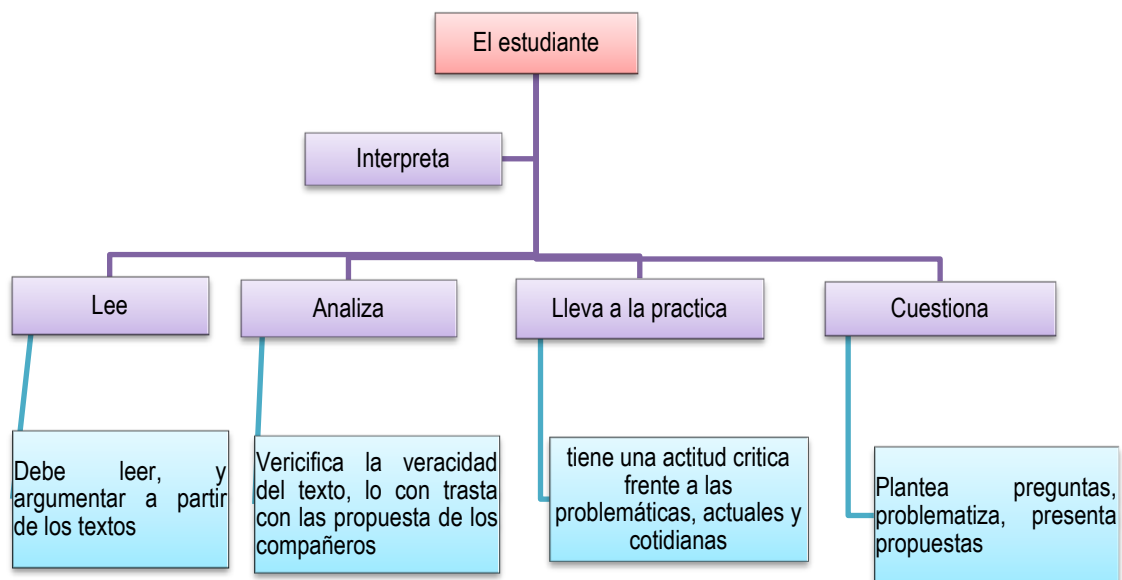 El estudiante
Interpreta
Lee
Analiza
Lleva a la practica
Cuestiona
Debe leer, y
argumentar a partir
de los textos
Vericifica la veracidad
del texto, lo con trasta
con las propuesta de los
compañeros
tiene una actitud critica
frente a las
problemáticas, actuales y
cotidianas
Plantea preguntas,
problematiza, presenta
propuestas